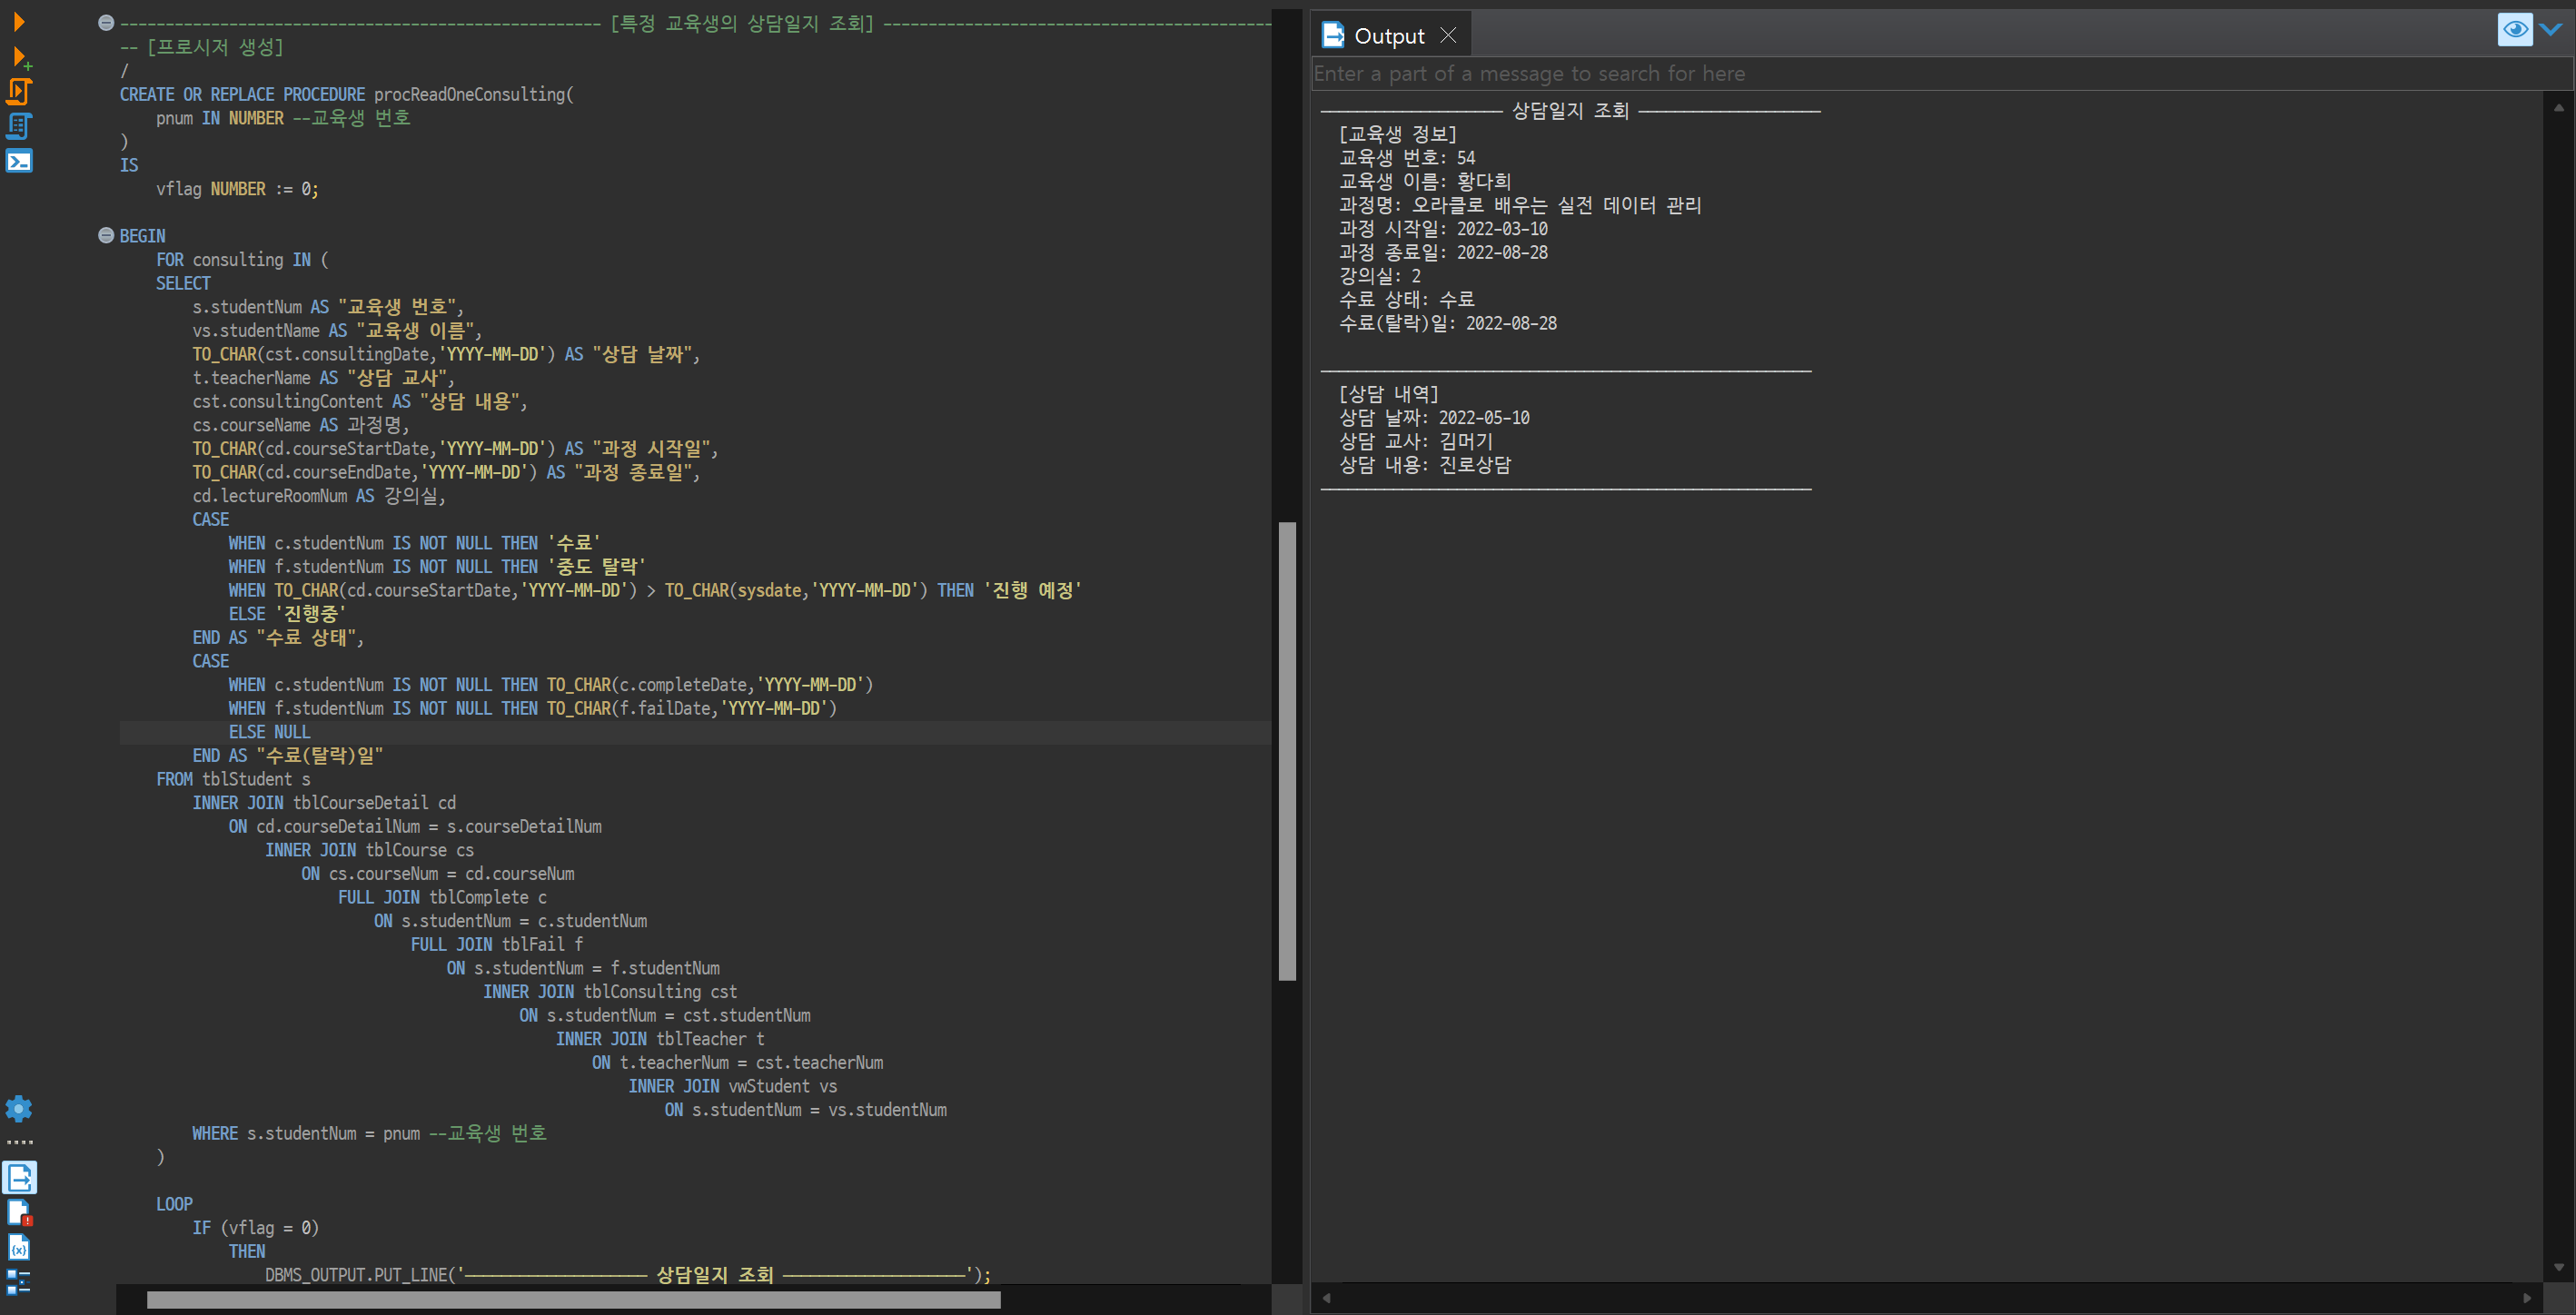 ---------------------------------------------------- [특정 교육생의 상담일지 조회] ------------------------------------------
-- [프로시저 생성]
/
CREATE OR REPLACE PROCEDURE procReadOneConsulting(
    pnum IN NUMBER --교육생 번호
)
IS
    vflag NUMBER := 0;
BEGIN
    FOR consulting IN (
    SELECT
        s.studentNum AS "교육생 번호",
        vs.studentName AS "교육생 이름",
        TO_CHAR(cst.consultingDate,'YYYY-MM-DD') AS "상담 날짜",
        t.teacherName AS "상담 교사",
        cst.consultingContent AS "상담 내용",
        cs.courseName AS 과정명,
        TO_CHAR(cd.courseStartDate,'YYYY-MM-DD') AS "과정 시작일",
        TO_CHAR(cd.courseEndDate,'YYYY-MM-DD') AS "과정 종료일",
        cd.lectureRoomNum AS 강의실,
        CASE
            WHEN c.studentNum IS NOT NULL THEN '수료'
            WHEN f.studentNum IS NOT NULL THEN '중도 탈락'
            WHEN TO_CHAR(cd.courseStartDate,'YYYY-MM-DD') > TO_CHAR(sysdate,'YYYY-MM-DD') THEN '진행 예정'
            ELSE '진행중'
        END AS "수료 상태",
        CASE
            WHEN c.studentNum IS NOT NULL THEN TO_CHAR(c.completeDate,'YYYY-MM-DD')
            WHEN f.studentNum IS NOT NULL THEN TO_CHAR(f.failDate,'YYYY-MM-DD')
            ELSE NULL
        END AS "수료(탈락)일"
    FROM tblStudent s
        INNER JOIN tblCourseDetail cd
            ON cd.courseDetailNum = s.courseDetailNum
                INNER JOIN tblCourse cs
                    ON cs.courseNum = cd.courseNum
                        FULL JOIN tblComplete c
                            ON s.studentNum = c.studentNum
                                FULL JOIN tblFail f
                                    ON s.studentNum = f.studentNum
                                        INNER JOIN tblConsulting cst
                                            ON s.studentNum = cst.studentNum
                                                INNER JOIN tblTeacher t
                                                    ON t.teacherNum = cst.teacherNum
                                                        INNER JOIN vwStudent vs
                                                            ON s.studentNum = vs.studentNum
        WHERE s.studentNum = pnum --교육생 번호
    )
    LOOP
        IF (vflag = 0)
            THEN
                DBMS_OUTPUT.PUT_LINE('──────────────────── 상담일지 조회 ────────────────────');
Output
Enter a part of a message to search for here
──────────────────── 상담일지 조회 ────────────────────
[교육생 정보]
교육생 번호: 54
교육생 이름: 황다희
과정명: 오라클로 배우는 실전 데이터 관리
과정 시작일: 2022-03-10
과정 종료일: 2022-08-28
강의실: 2
수료 상태: 수료
수료(탈락)일: 2022-08-28
──────────────────────────────────────────────────────
[상담 내역]
상담 날짜: 2022-05-10
상담 교사: 김머기
상담 내용: 진로상담
──────────────────────────────────────────────────────